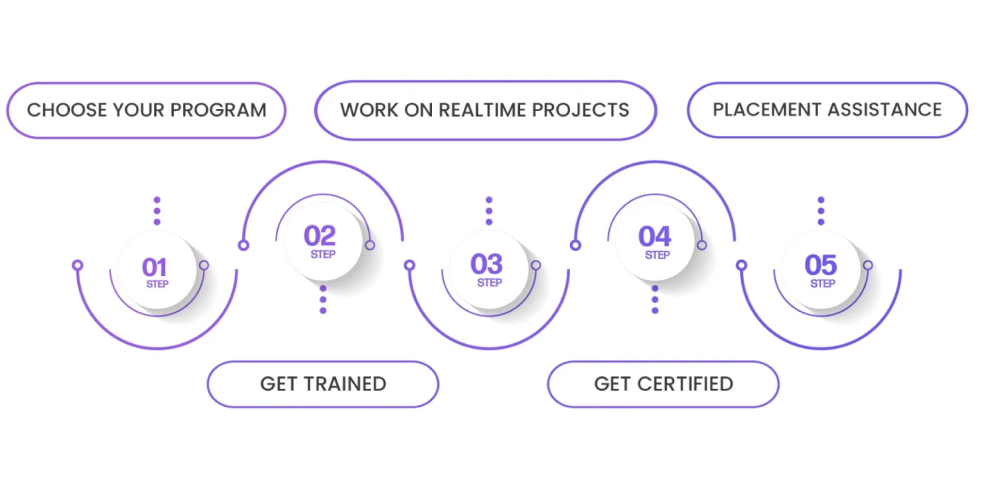 CHOOSE YOUR PROGRAM
WORK ON REALTIME PROJECTS
PLACEMENT ASSISTANCE
01
STEP
02
STEP
03
STEP
04
STEP
05
STEP
GET TRAINED
GET CERTIFIED